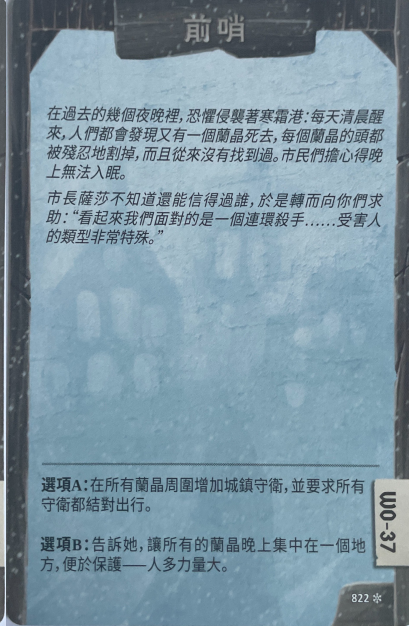 前哨
在過去的幾個夜晚裡，恐懼侵襲著寒霜港：每天清晨醒
來，人們都會發現又有一個蘭晶死去，每個蘭晶的頭都
被殘忍地割掉，而且從來沒有找到過。市民們擔心得晚
上無法入眠。
市長薩莎不知道還能信得過誰，於是轉而向你們求
助：“看起來我們面對的是一個連環殺手……受害人
的類型非常特殊。”
選項A：在所有蘭晶周圍增加城鎮守衛，並要求所有
守衛都結對出行。
選項B：告訴她，讓所有的蘭晶晚上集中在一個地
方，便於保護——人多力量大。
WO-37
822